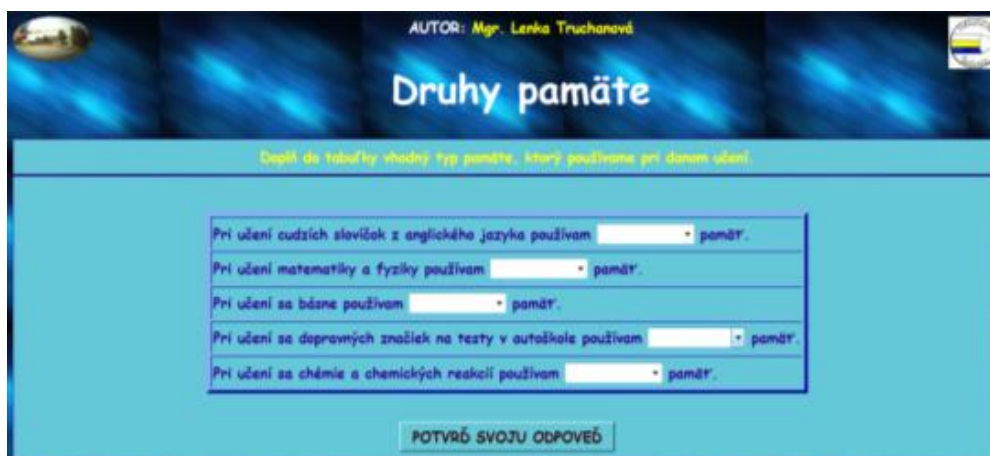 AUTOR: Mgr. Lenka Truchanová
Druhy pamäte
Doplň do tabuľky vhodný typ pamäte, ktorý používame pri danom učení.
Pri učení cudzích slovíčok z anglického jazyka používam pamäť.
Pri učení matematiky a fyziky používam pamäť.
Pri učení sa básne používam pamäť.
Pri učení sa dopravných značiek na testy v autoškole používam pamäť.
Pri učení sa chémie a chemických reakcií používam pamäť.
POTVRĎ SVOJU ODPOVEĎ